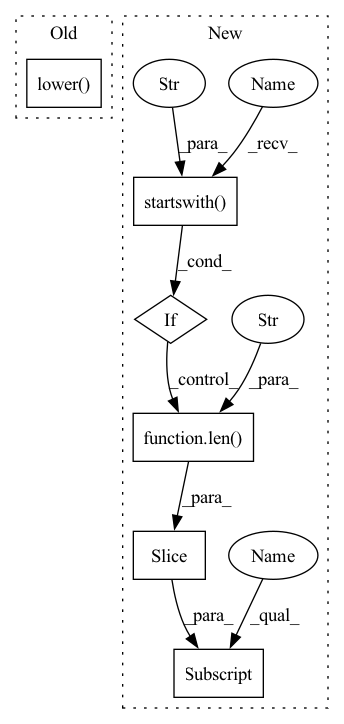 Old
New
lower()
Str
Name
_para_
_recv_
startswith()
_cond_
If
Str
_control_
_para_
function.len()
_para_
Slice
Name
_para_
_qual_
Subscript